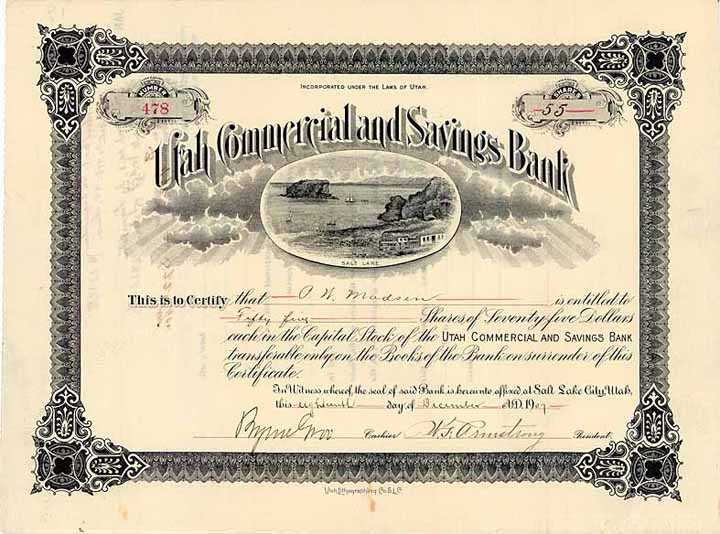 INCORPORATED UNDER THE LAWS OF UTAH.
NUMBER
478
SHARES
55
Utah Commercial and Savings Bank
SALT LAKE
This is to Certify that P. W. Madsen is entitled to
Fifty five Shares of Seventy five Dollars
each in the Capital Stock of the UTAH COMMERCIAL AND SAVINGS BANK
transferable only on the Books of the Bank on surrender of this
Certificate.
In Witness whereof, the seal of said Bank is hereunto affixed at Salt Lake City, Utah,
this eighteenth day of December A.D. 1907.
Cashier W. F. Armstrong President.
Utah Lithographing Co. S.L.C.